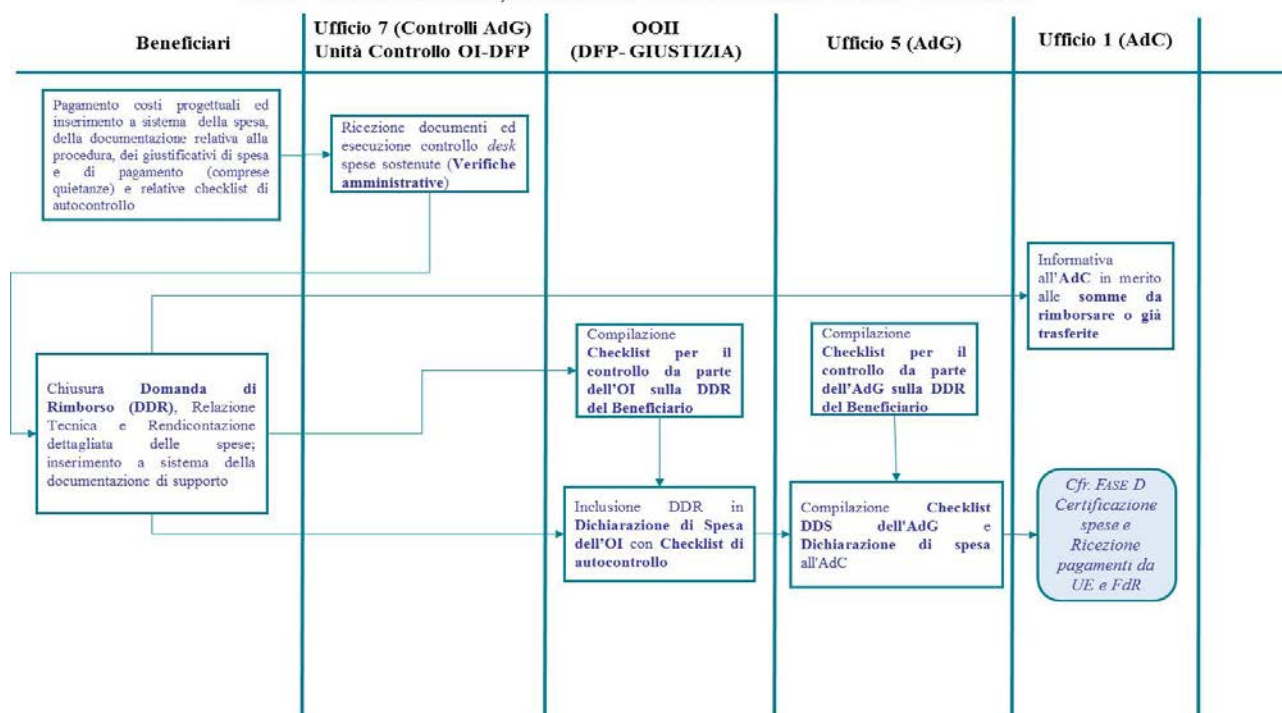 Beneficiari
Ufficio 7 (Controlli AdG)
Unità Controllo OI-DFP
OOII
(DFP- GIUSTIZIA)
Ufficio 5 (AdG)
Ufficio 1 (AdC)
Pagamento costi progettuali ed
inserimento a sistema della spesa,
della documentazione relativa alla
procedura, dei giustificativi di spesa
e di pagamento (comprese
quietanze) e relative checklist di
autocontrollo
Ricezione documenti ed
esecuzione controllo desk
spese sostenute (Verifiche
amministrative)
Informativa
all'AdC in merito
alle somme da
rimborsare o già
trasferite
Chiusura Domanda di
Rimborso (DDR), Relazione
Tecnica e Rendicontazione
dettagliata delle spese;
inserimento a sistema della
documentazione di supporto
Compilazione
Checklist per il
controllo da parte
dell'OI sulla DDR
del Beneficiario
Compilazione
Checklist per il
controllo da parte
dell'AdG sulla DDR
del Beneficiario
Inclusione DDR in
Dichiarazione di Spesa
dell'OI con Checklist di
autocontrollo
Compilazione Checklist
DDS dell'AdG e
Dichiarazione di spesa
all'AdC
Cfr. FASE D
Certificazione
spese e
Ricezione
pagamenti da
UE e FdR